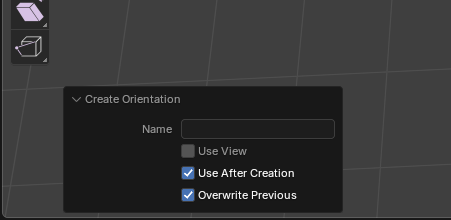 Create Orientation
Name
Use View
Use After Creation
Overwrite Previous